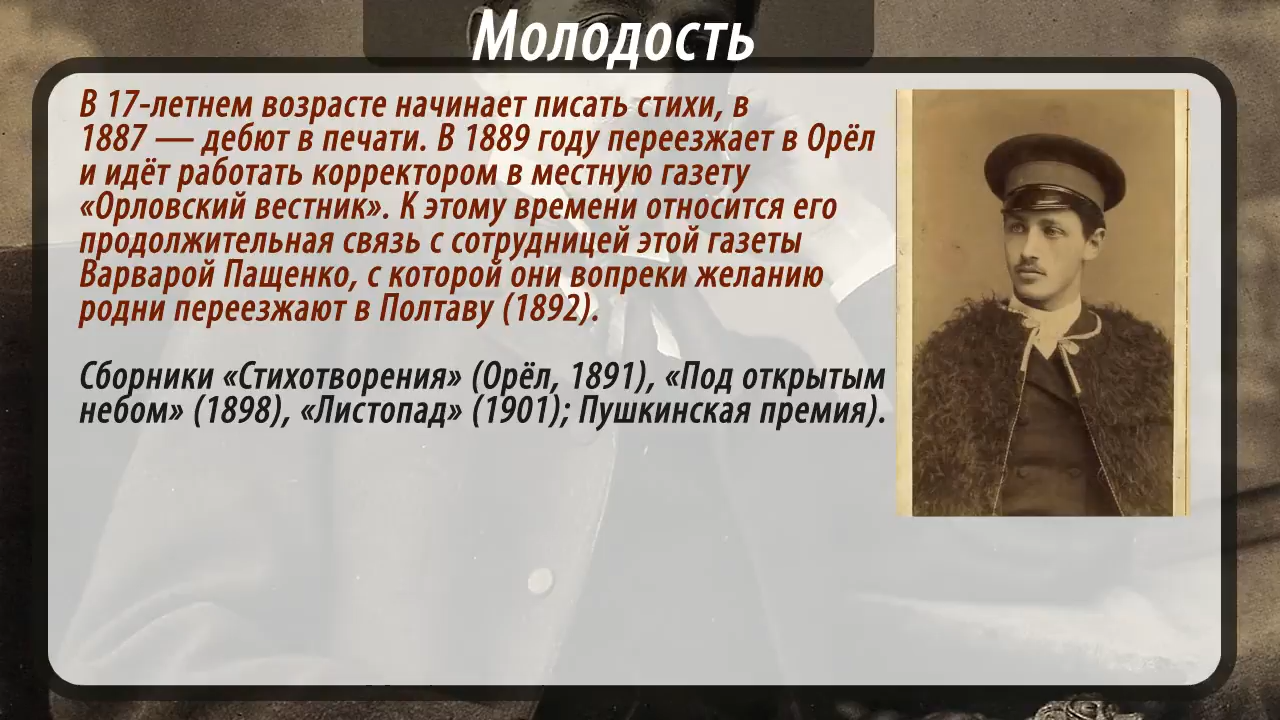 Молодость
В 17-летнем возрасте начинает писать стихи, в
1887 — дебют в печати. В 1889 году переезжает в Орёл
и идёт работать корректором в местную газету
«Орловский вестник». К этому времени относится его
продолжительная связь с сотрудницей этой газеты
Варварой Пащенко, с которой они вопреки желанию
родни переезжают в Полтаву (1892).
Сборники «Стихотворения» (Орёл, 1891), «Под открытым
небом» (1898), «Листопад» (1901); Пушкинская премия).